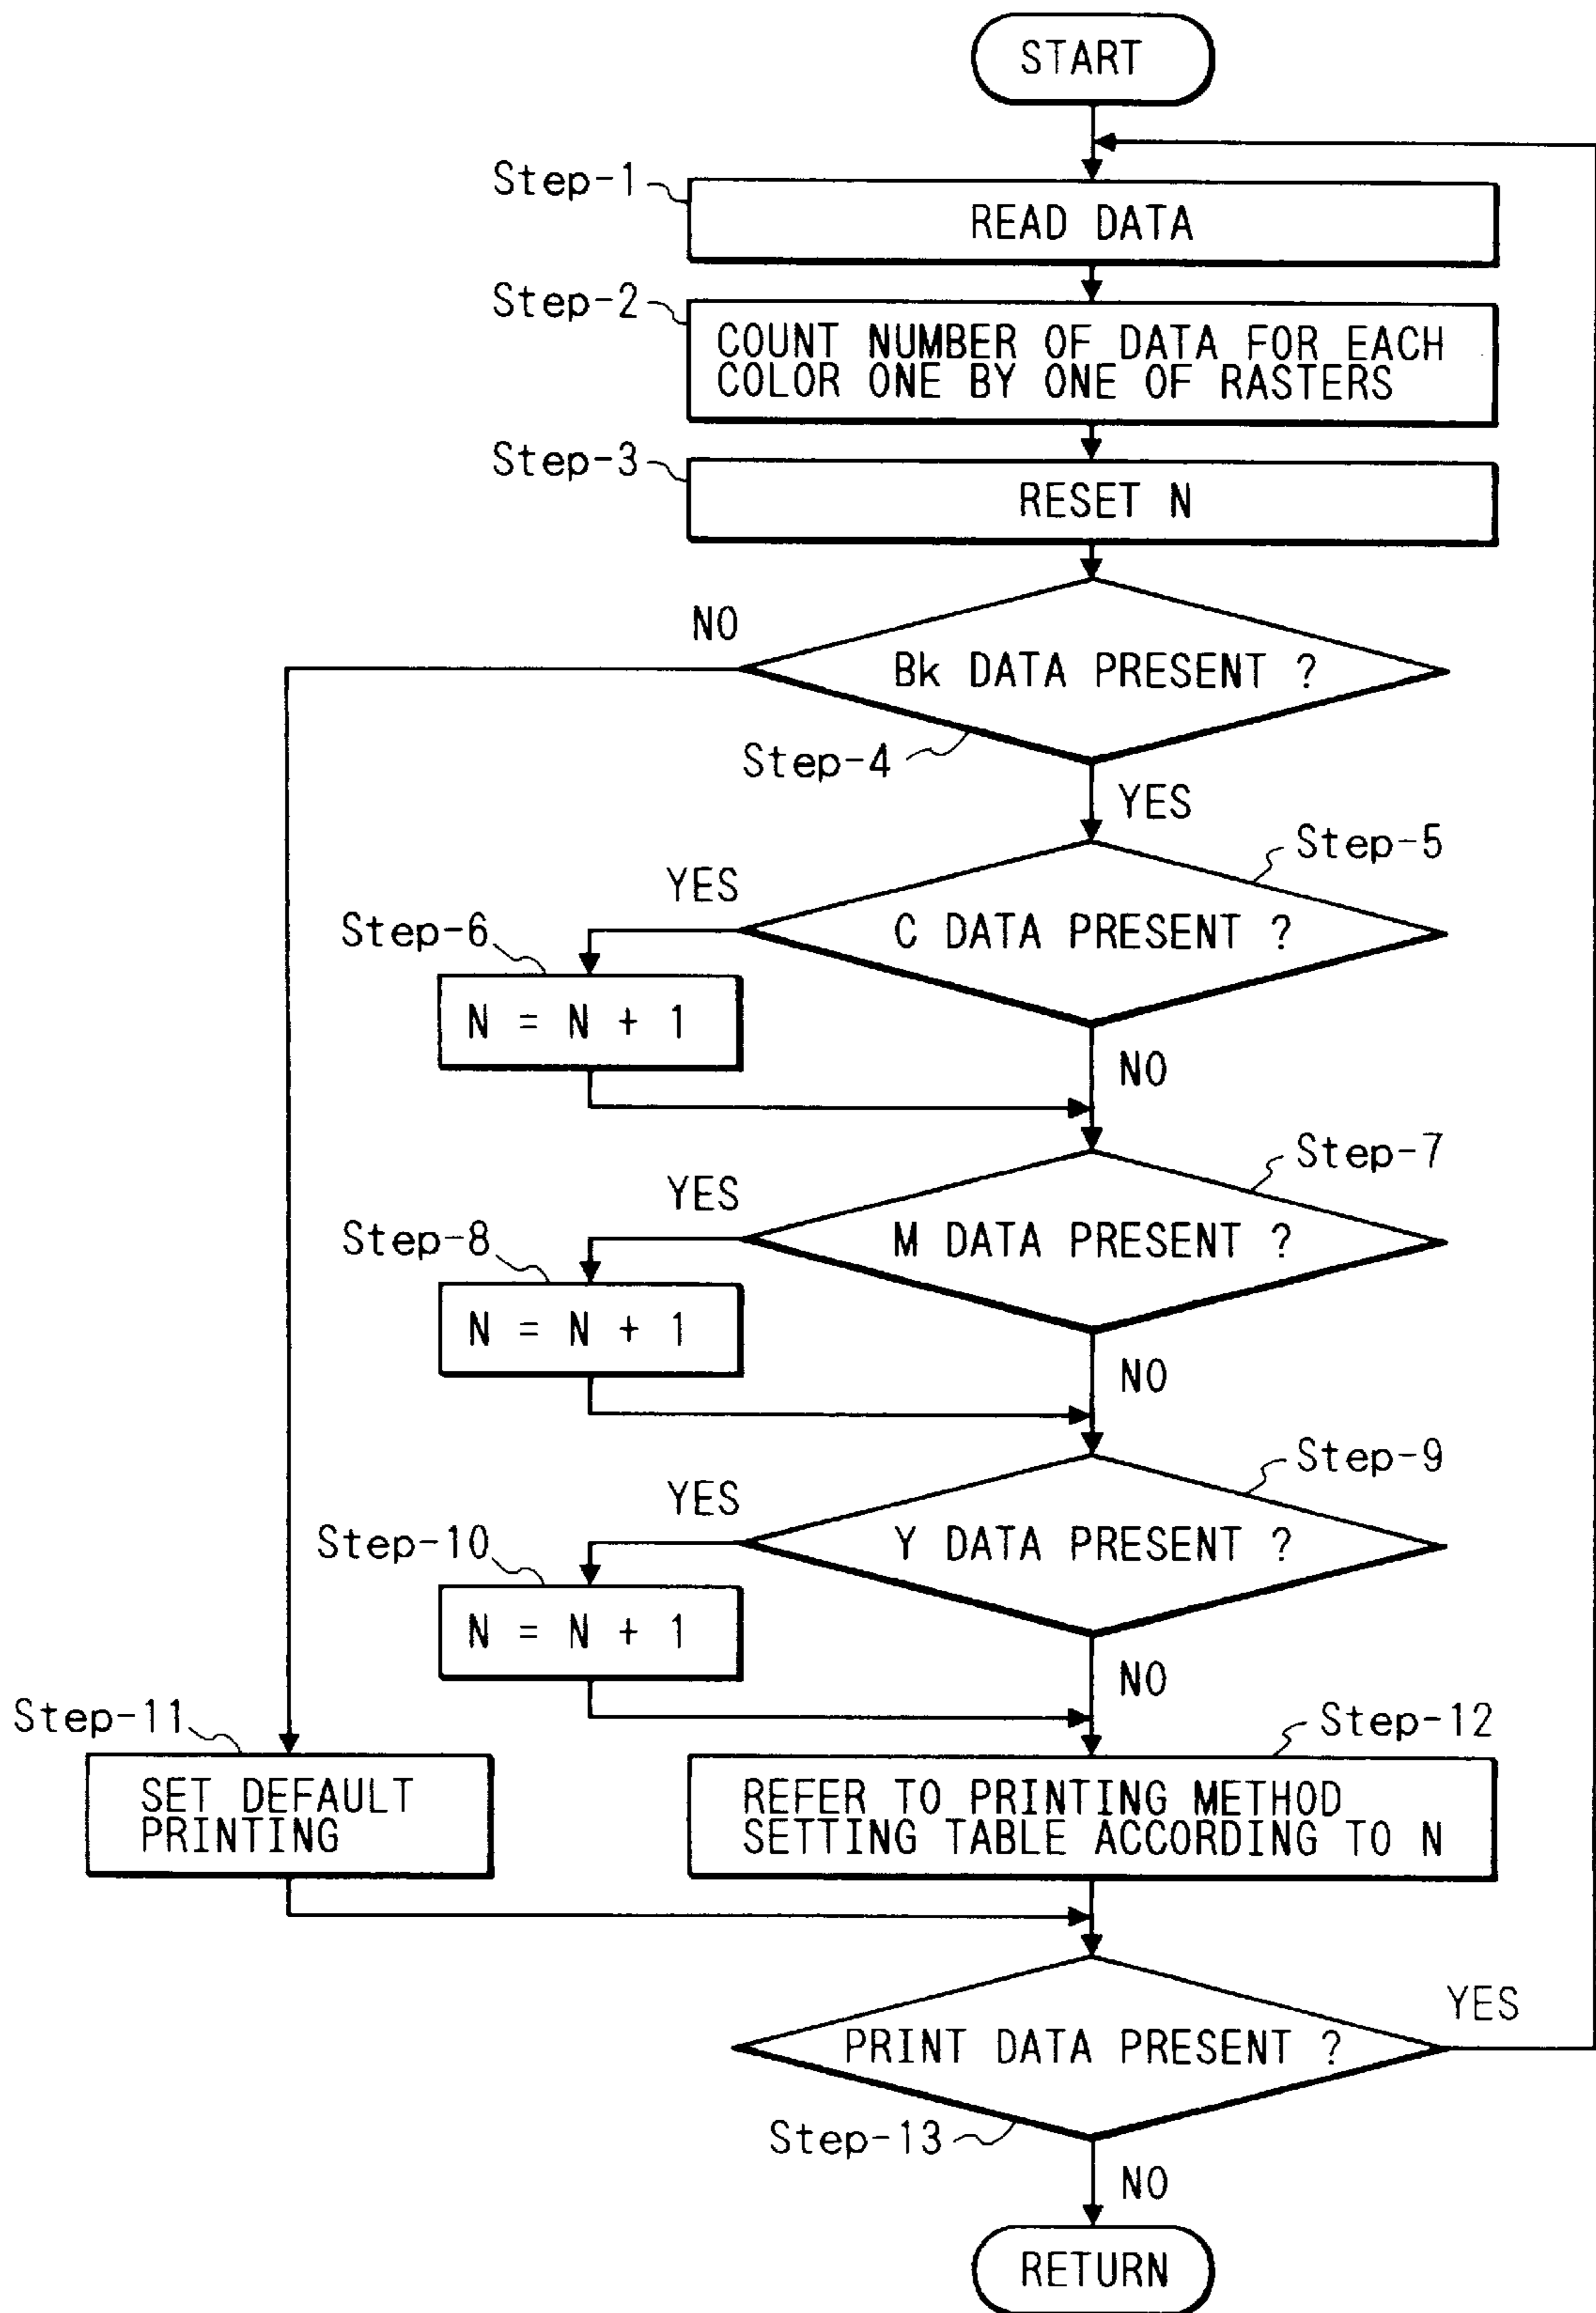 START
Step-1
READ DATA
Step-2
COUNT NUMBER OF DATA FOR EACH
COLOR ONE BY ONE OF RASTERS
Step-3
RESET N
NO
Bk DATA PRESENT ?
Step-4
YES
Step-5
YES
C DATA PRESENT ?
Step-6
N = N + 1
NO
Step-7
YES
M DATA PRESENT ?
Step-8
N = N + 1
NO
Step-9
YES
Y DATA PRESENT ?
Step-10
N = N + 1
NO
Step-11
SET DEFAULT
PRINTING
Step-12
REFER TO PRINTING METHOD
SETTING TABLE ACCORDING TO N
YES
PRINT DATA PRESENT ?
Step-13
NO
RETURN